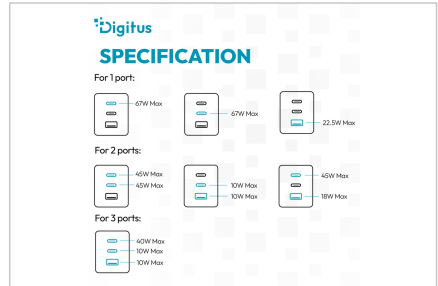 Digitus
SPECIFICATION
For 1 port:
67W Max
67W Max
22.5W Max
For 2 ports:
45W Max
45W Max
10W Max
10W Max
45W Max
18W Max
For 3 ports:
40W Max
10W Max
10W Max